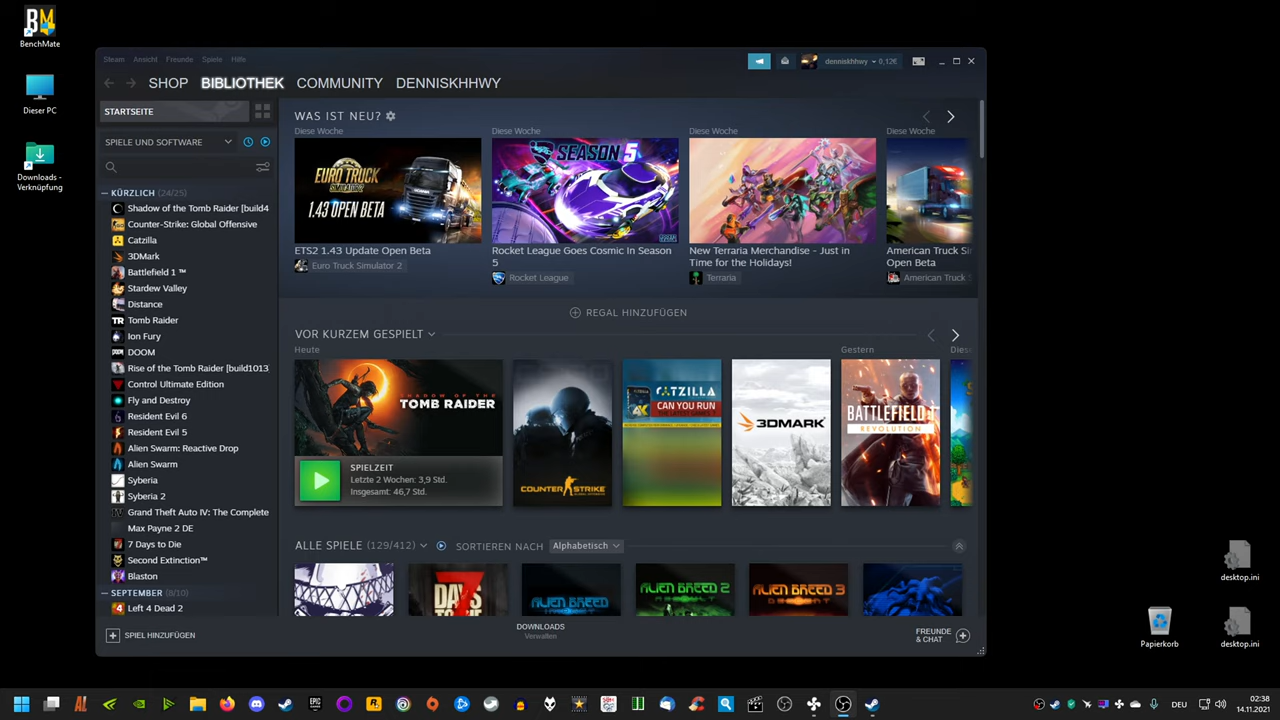 BenchMate
Dieser PC
Downloads -
Verknüpfung
Steam Ansicht Freunde Spiele Hilfe
denniskhhwy 0,12€
SHOP BIBLIOTHEK COMMUNITY DENNISKHHWY
STARTSEITE
SPIELE UND SOFTWARE
KÜRZLICH (24/25)
Shadow of the Tomb Raider [build4
Counter-Strike: Global Offensive
Catzilla
3DMark
Battlefield 1 ™
Stardew Valley
Distance
Tomb Raider
Ion Fury
DOOM
Rise of the Tomb Raider [build1013
Control Ultimate Edition
Fly and Destroy
Resident Evil 6
Resident Evil 5
Alien Swarm: Reactive Drop
Alien Swarm
Syberia
Syberia 2
Grand Theft Auto IV: The Complete
Max Payne 2 DE
7 Days to Die
Second Extinction™
Blaston
SEPTEMBER (8/10)
Left 4 Dead 2
SPIEL HINZUFÜGEN
WAS IST NEU?
Diese Woche
EURO TRUCK
SIMULATOR 2
1.43 OPEN BETA
ETS2 1.43 Update Open Beta
Euro Truck Simulator 2
Diese Woche
SEASON 5
Rocket League Goes Cosmic In Season
5
Rocket League
Diese Woche
New Terraria Merchandise - Just in
Time for the Holidays!
Terraria
Diese Woche
American Truck Si
Open Beta
American Truck S
REGAL HINZUFÜGEN
VOR KURZEM GESPIELT
Heute
SHADOW OF THE
TOMB RAIDER
SPIELZEIT
Letzte 2 Wochen: 3,9 Std.
Insgesamt: 46,7 Std.
COUNTER STRIKE
CATZILLA
CAN YOU RUN
3DMARK
Gestern
BATTLEFIELD 1
REVOLUTION
Diese
ALLE SPIELE (129/412)
SORTIEREN NACH Alphabetisch
7
DAYS
ALIEN BREED
ALIEN BREED 2
ALIEN BREED 3
DOWNLOADS
Verwalten
FREUNDE
& CHAT
desktop.ini
Papierkorb
desktop.ini
DEU
02:38
14.11.2021